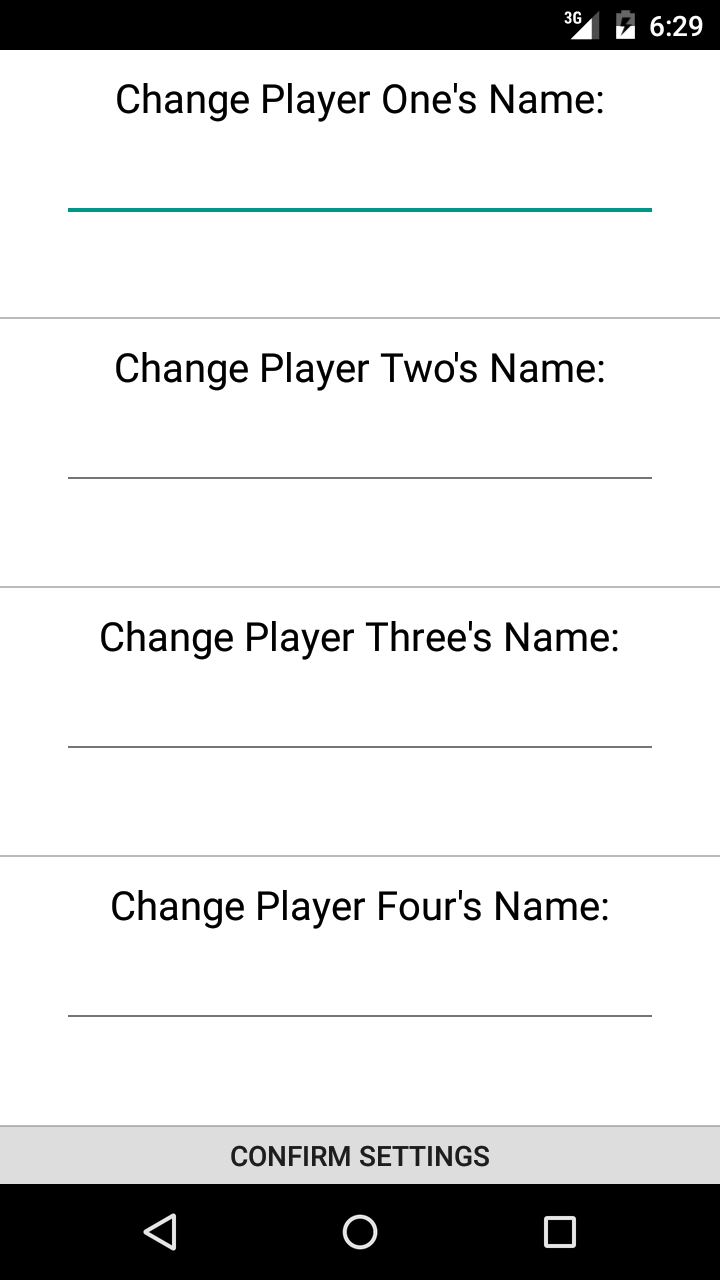 3G 6:29
Change Player One's Name:
Change Player Two's Name:
Change Player Three's Name:
Change Player Four's Name:
CONFIRM SETTINGS